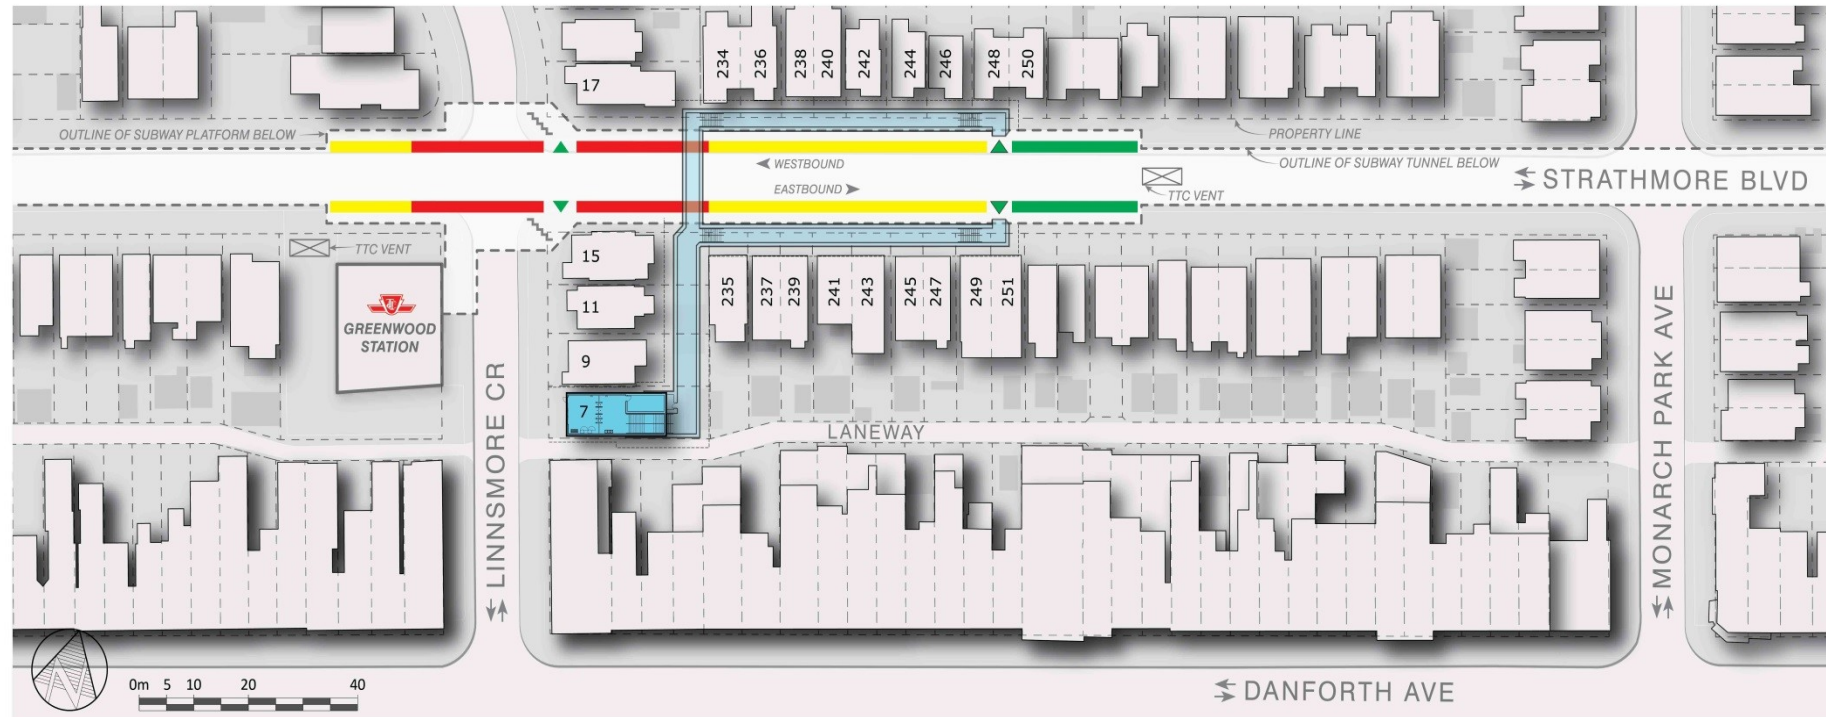 234
236
238
240
242
244
246
248
250
17
OUTLINE OF SUBWAY PLATFORM BELOW
PROPERTY LINE
WESTBOUND
OUTLINE OF SUBWAY TUNNEL BELOW
EASTBOUND
TTC VENT
STRATHMORE BLVD
TTC VENT
15
11
9
7
235
237
239
241
243
245
247
249
251
GREENWOOD
STATION
LINNSMORE CR
MONARCH PARK AVE
LANEWAY
N
0m 5 10 20 40
DANFORTH AVE